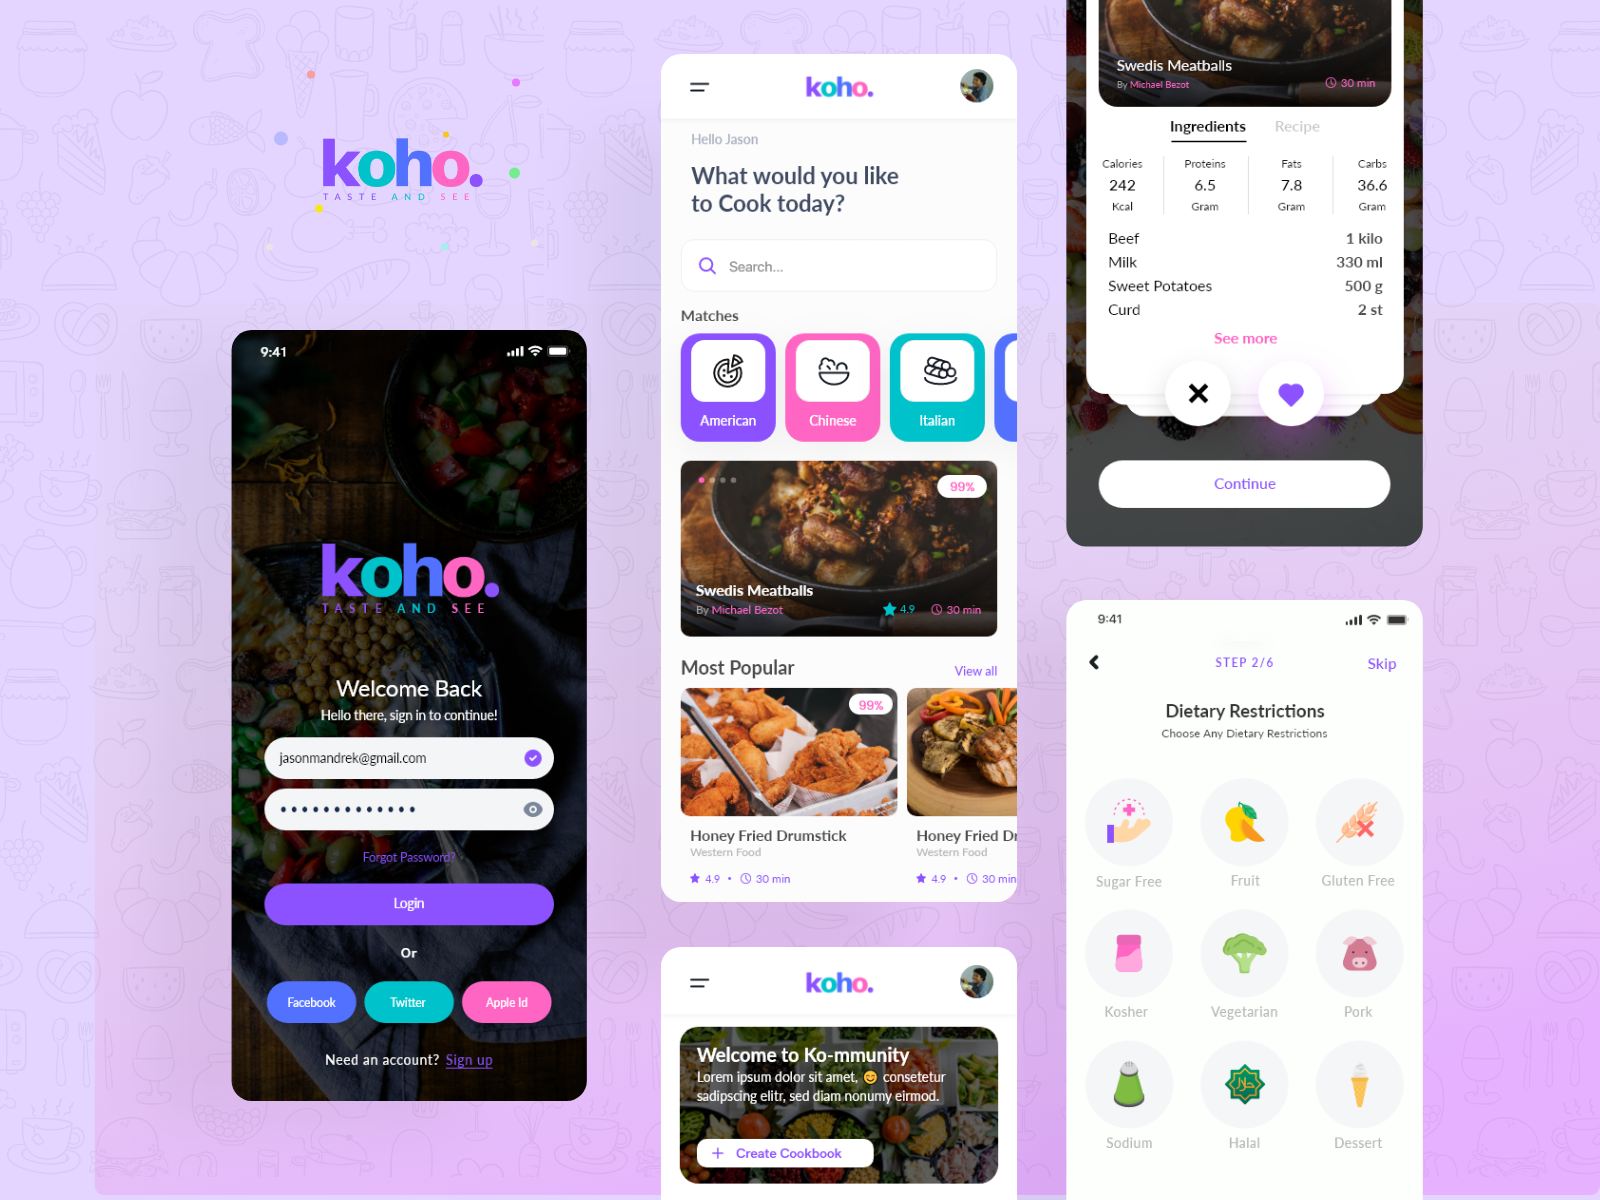 koho.
TASTE AND SEE
9:41
koho.
TASTE AND SEE
Welcome Back
Hello there, sign in to continue!
jasonmandrek@gmail.com
Forgot Password?
Login
Or
Facebook Twitter Apple Id
Need an account? Sign up
koho.
Hello Jason
What would you like
to Cook today?
Search...
Matches
American Chinese Italian
99%
Swedis Meatballs
By Michael Bezot 4.9 30 min
Most Popular View all
99%
Honey Fried Drumstick Honey Fried Dr
Western Food Western Food
4.9 • 30 min 4.9 • 30 min
koho.
Welcome to Ko-mmunity
Lorem ipsum dolor sit amet, 😊 consetetur
sadipscing elitr, sed diam nonumy eirmod.
+ Create Cookbook
Swedis Meatballs
By Michael Bezot 30 min
Ingredients Recipe
Calories Proteins Fats Carbs
242 6.5 7.8 36.6
Kcal Gram Gram Gram
Beef 1 kilo
Milk 330 ml
Sweet Potatoes 500 g
Curd 2 st
See more
Continue
9:41
STEP 2/6 Skip
Dietary Restrictions
Choose Any Dietary Restrictions
Sugar Free Fruit Gluten Free
Kosher Vegetarian Pork
حلال
Sodium Halal Dessert